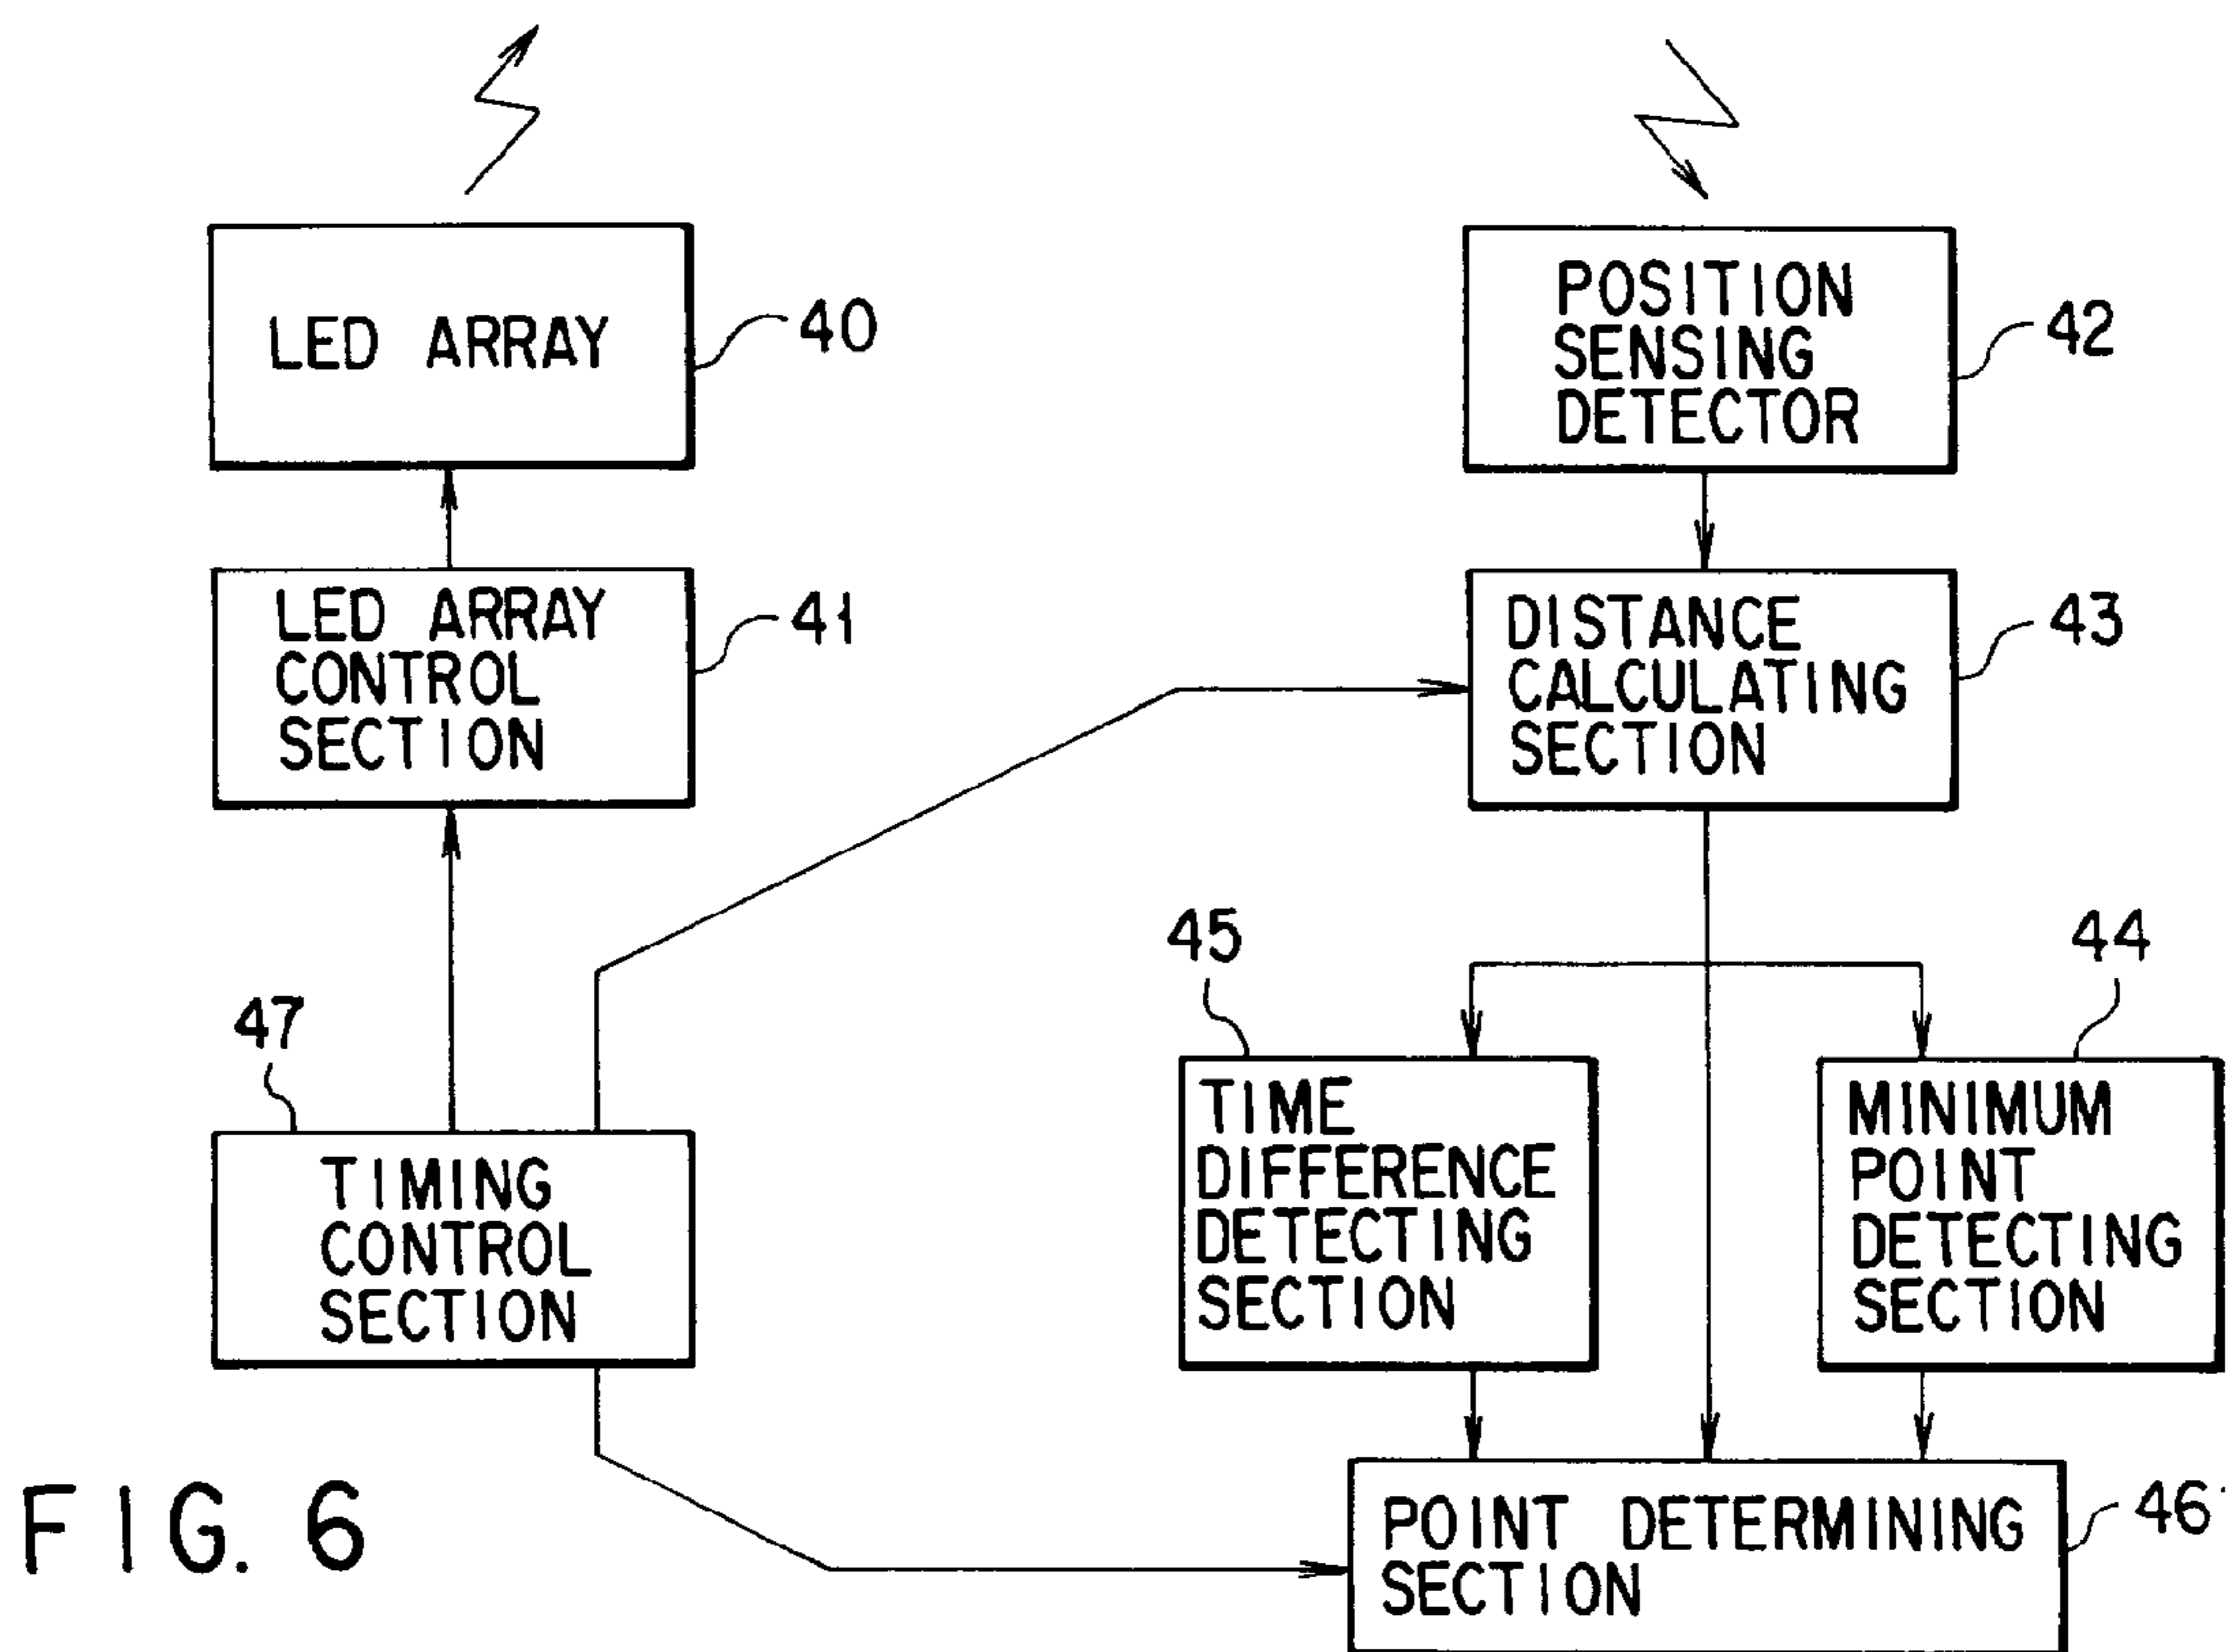 LED ARRAY
40
POSITION
SENSING
DETECTOR
42
LED ARRAY
CONTROL
SECTION
41
DISTANCE
CALCULATING
SECTION
43
45
44
47
TIME
DIFFERENCE
DETECTING
SECTION
MINIMUM
POINT
DETECTING
SECTION
TIMING
CONTROL
SECTION
POINT DETERMINING
SECTION
46
FIG. 6